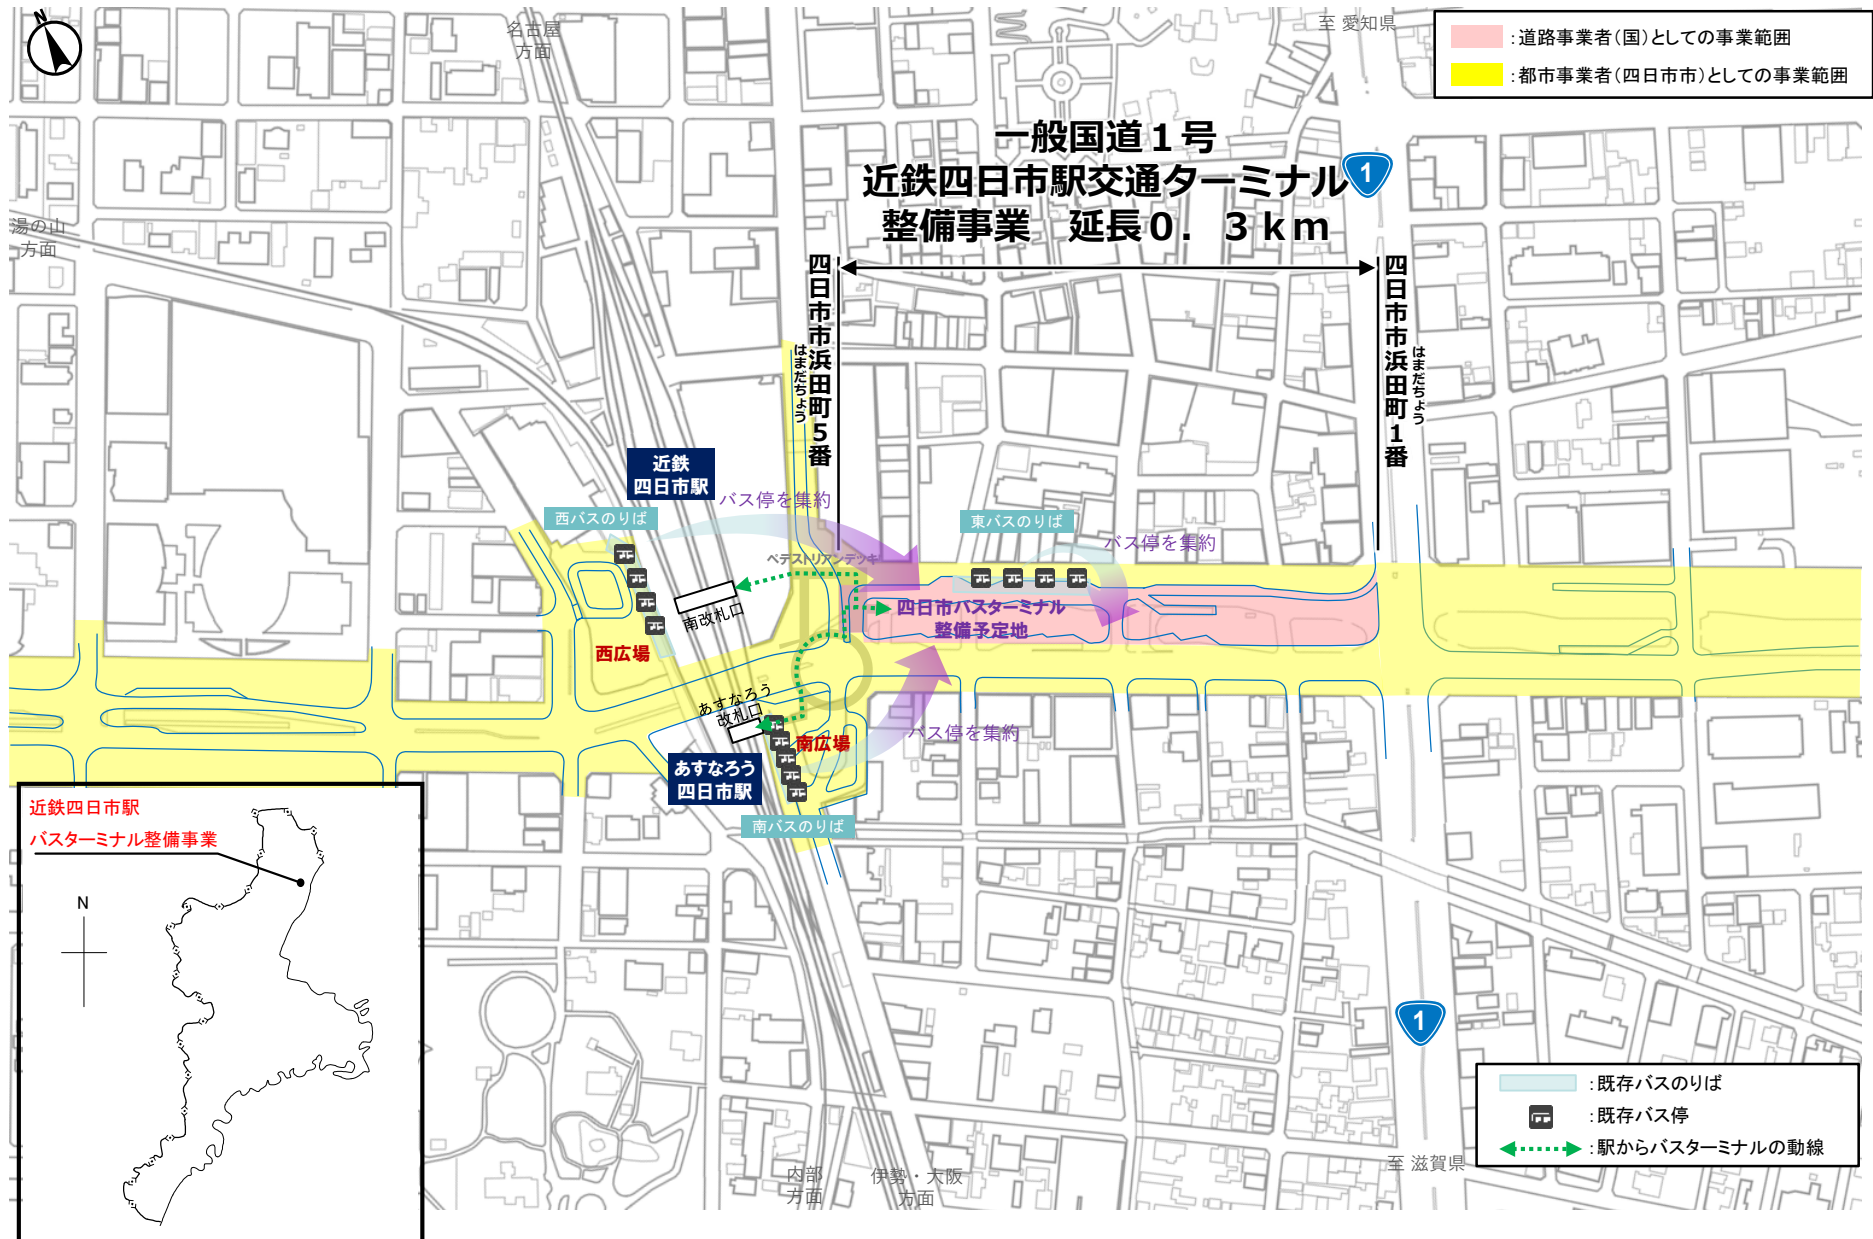 N
名古屋
方面
至 愛知県
:道路事業者(国)としての事業範囲
:都市事業者(四日市市)としての事業範囲
一般国道1号
近鉄四日市駅交通ターミナル
整備事業　延長0．3km
1
湯の山
方面
四日市市浜田町5番
はまだちょう
四日市市浜田町1番
はまだちょう
近鉄
四日市駅
バス停を集約
西バスのりば
東バスのりば
バス停を集約
ペデストリアンデッキ
南改札口
四日市バスターミナル
整備予定地
西広場
あすなろう
改札口
南広場
バス停を集約
あすなろう
四日市駅
南バスのりば
近鉄四日市駅
バスターミナル整備事業
N
1
:既存バスのりば
:既存バス停
:駅からバスターミナルの動線
内部
方面
伊勢・大阪
方面
至 滋賀県